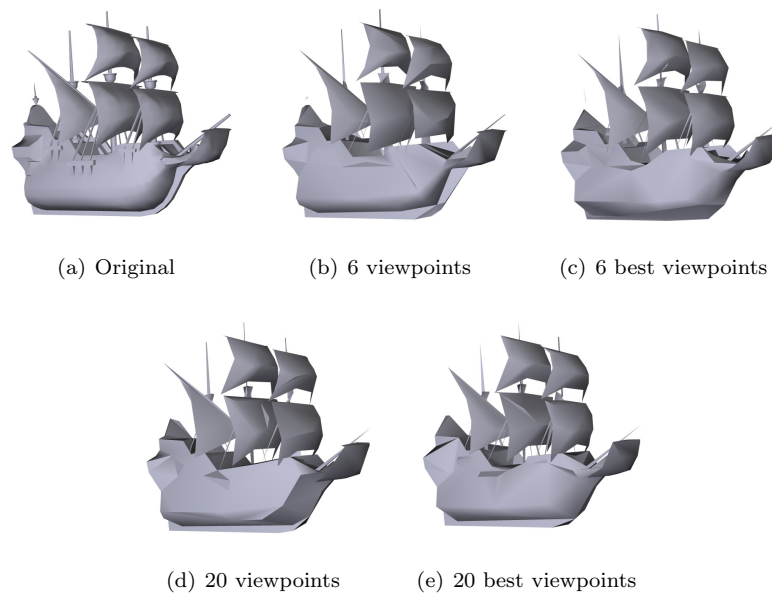 (a) Original
(b) 6 viewpoints
(c) 6 best viewpoints
(d) 20 viewpoints
(e) 20 best viewpoints